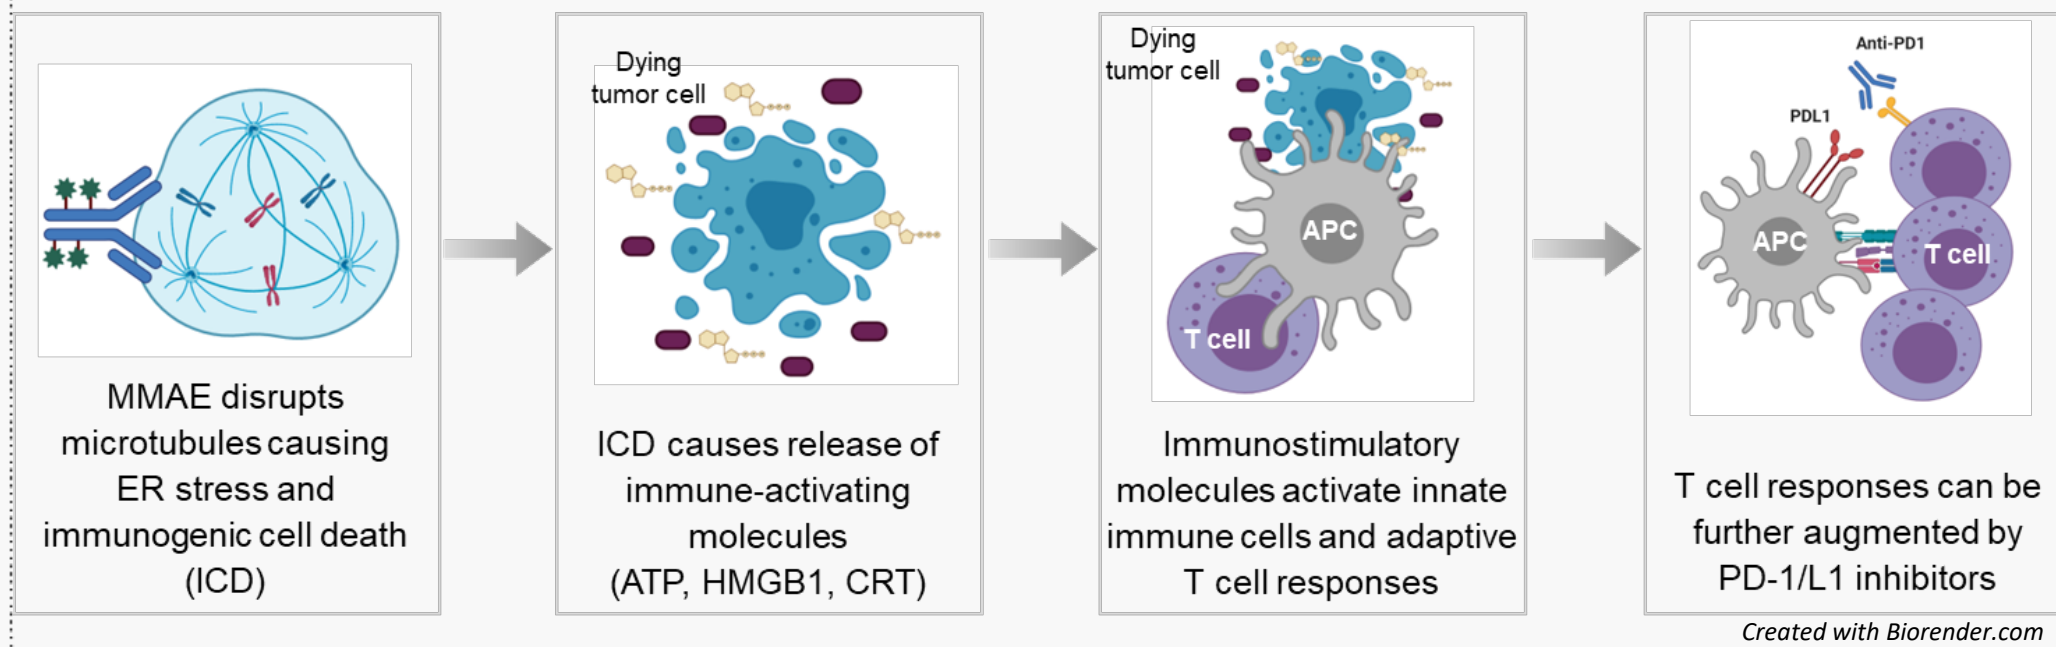 MMAE disrupts
microtubules causing
ER stress and
immunogenic cell death
(ICD)
Dying
tumor cell
ICD causes release of
immune-activating
molecules
(ATP, HMGB1, CRT)
Dying
tumor cell
APC
T cell
Immunostimulatory
molecules activate innate
immune cells and adaptive
T cell responses
Anti-PD1
PDL1
APC
T cell
T cell responses can be
further augmented by
PD-1/L1 inhibitors
Created with Biorender.com